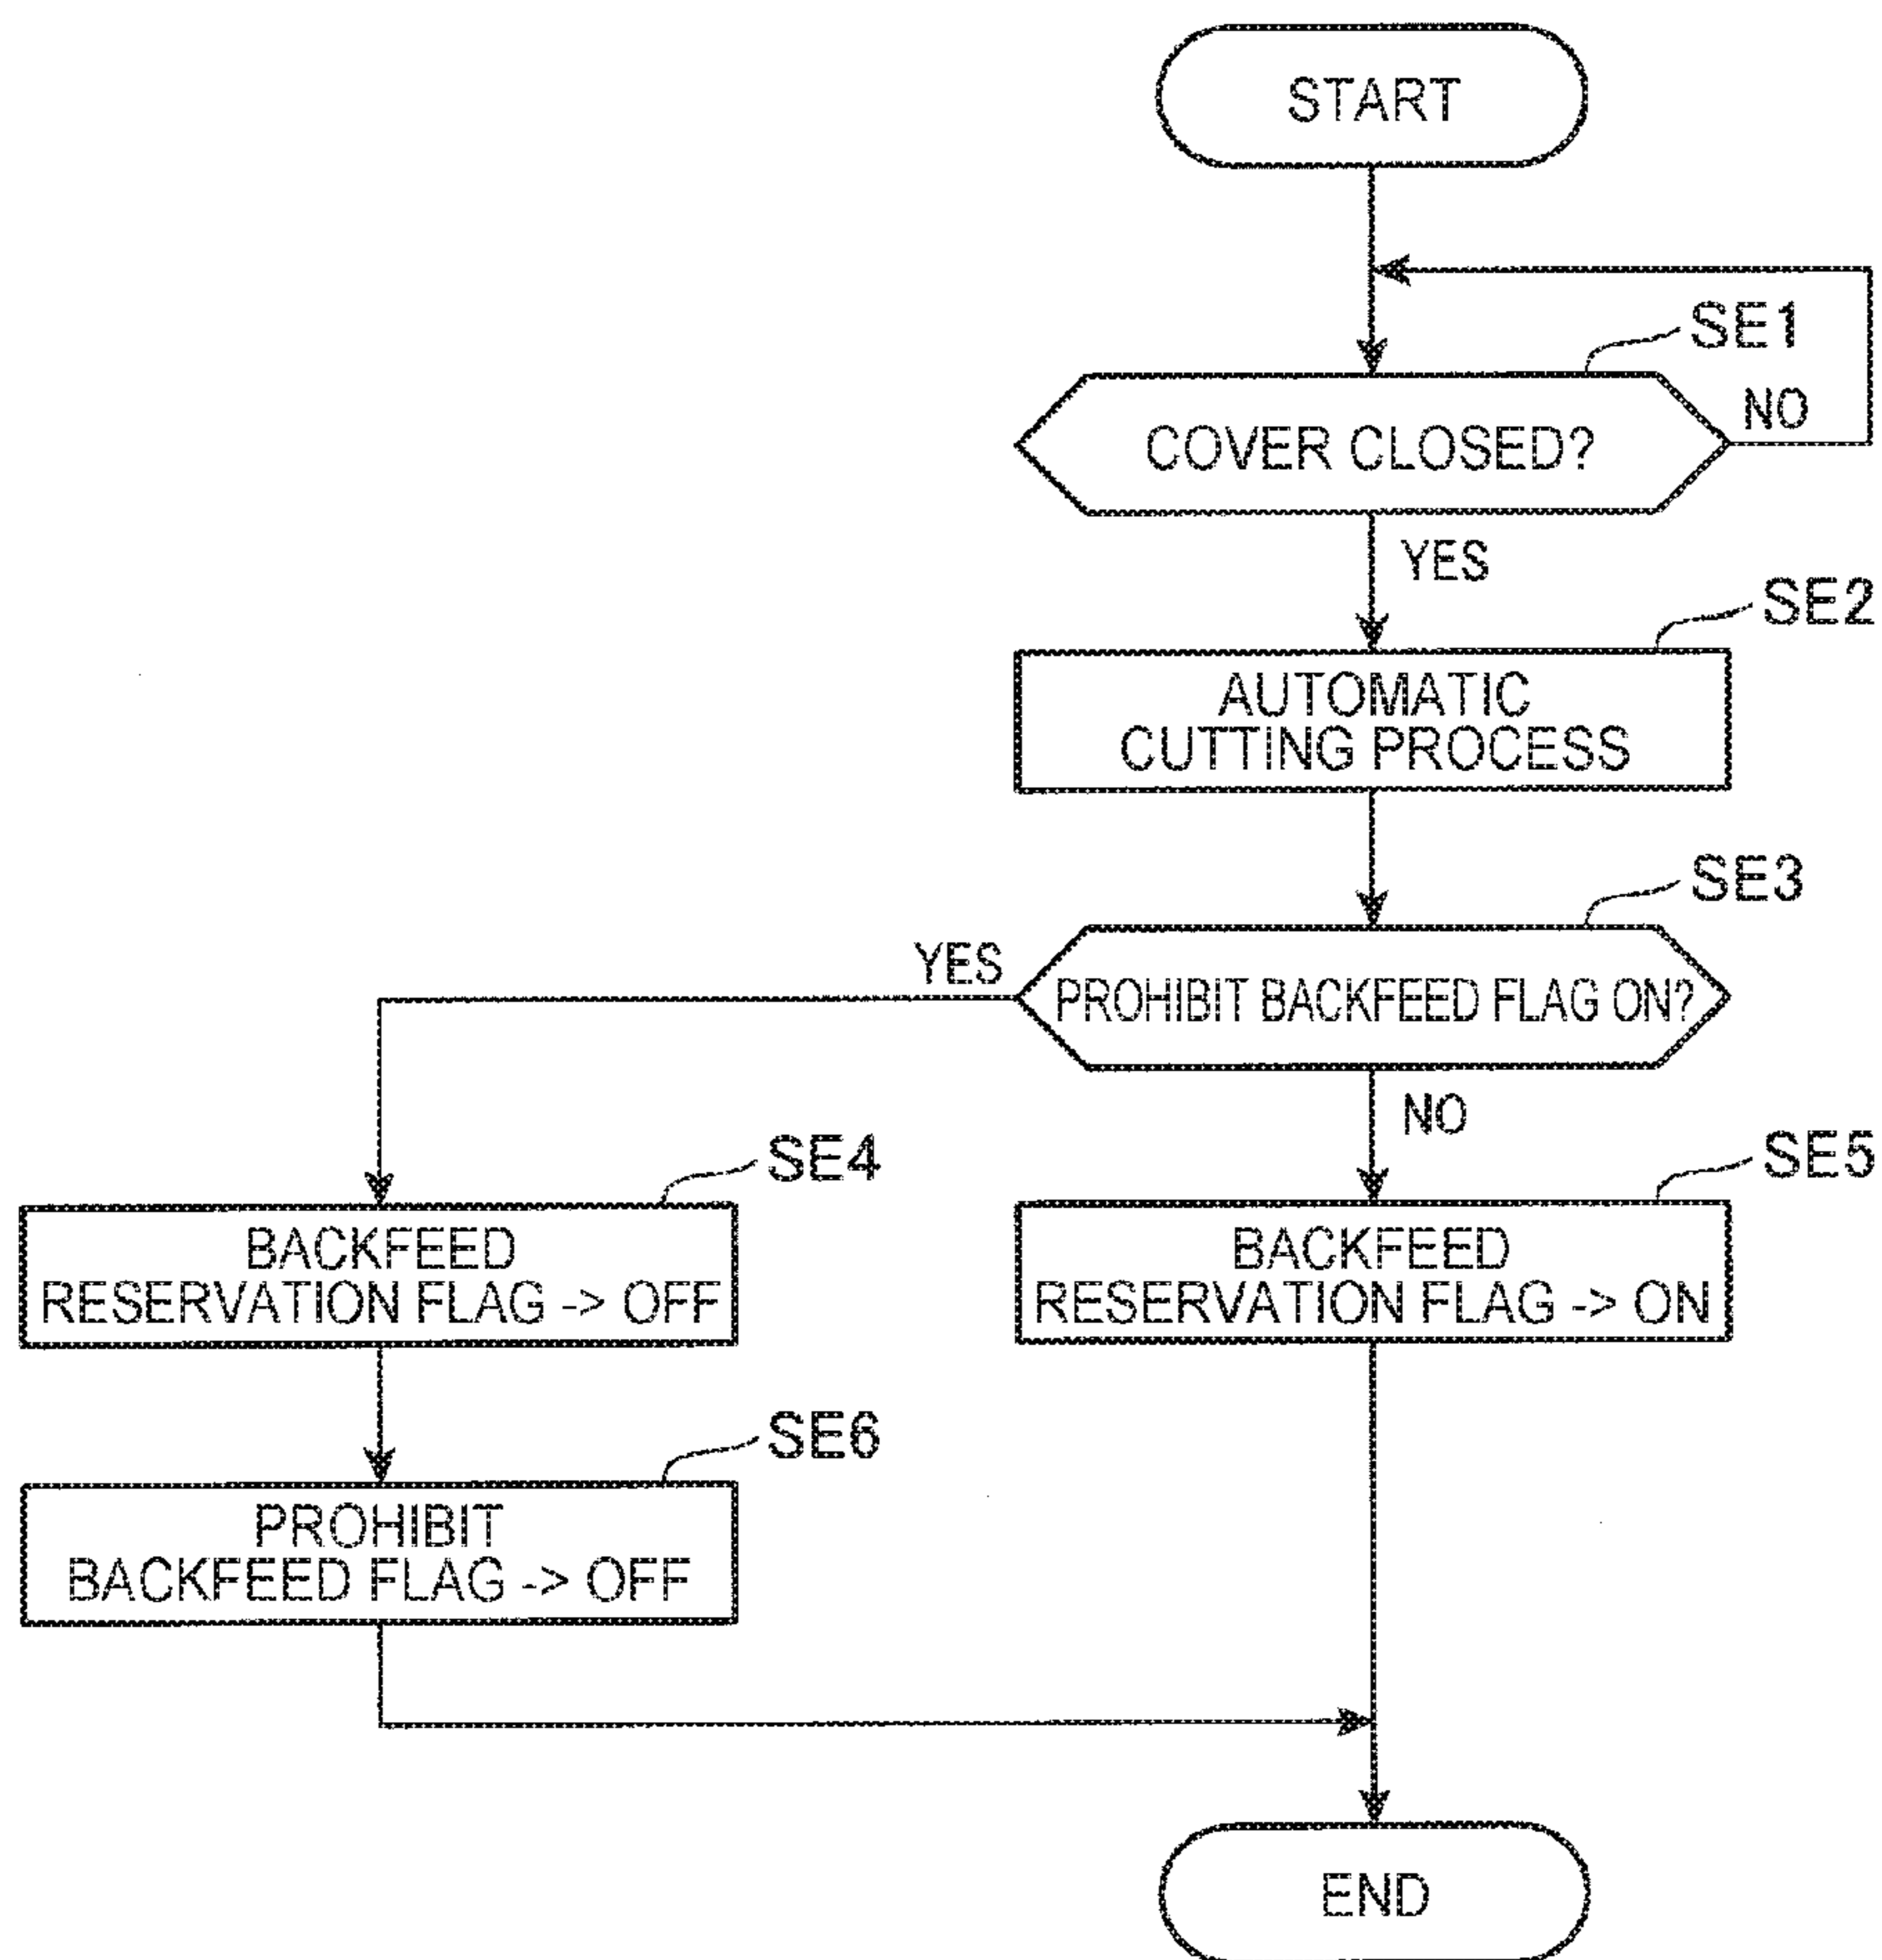 START
SE1
COVER CLOSED?
NO
YES
SE2
AUTOMATIC
CUTTING PROCESS
SE3
YES
PROHIBIT BACKFEED FLAG ON?
NO
SE4
BACKFEED
RESERVATION FLAG -> OFF
SE5
BACKFEED
RESERVATION FLAG -> ON
SE6
PROHIBIT
BACKFEED FLAG -> OFF
END